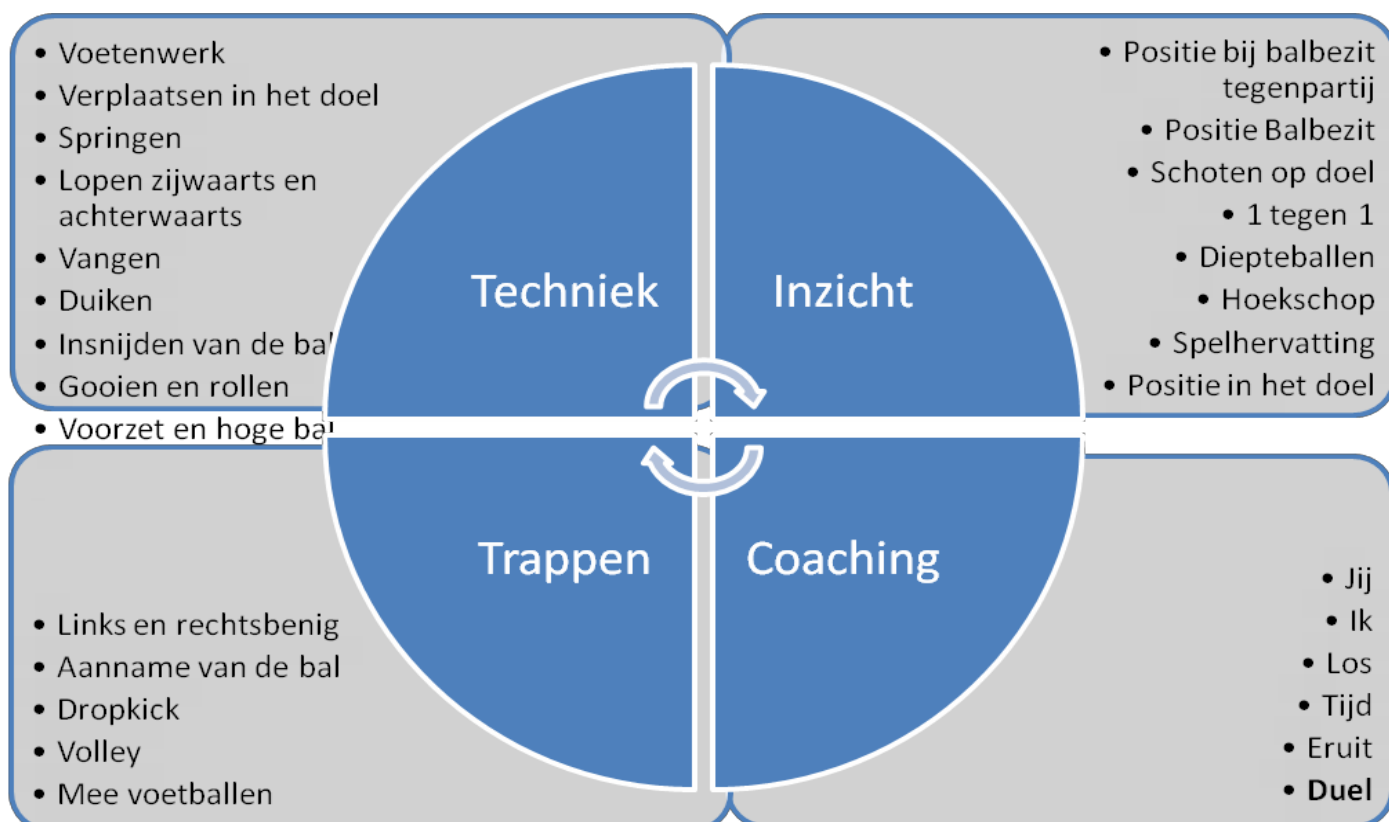 • Voetenwerk
• Verplaatsen in het doel
• Springen
• Lopen zijwaarts en
achterwaarts
• Vangen
• Duiken
• Insnijden van de bal
• Gooien en rollen
• Voorzet en hoge bal
Techniek
• Positie bij balbezit
tegenpartij
• Positie Balbezit
• Schoten op doel
• 1 tegen 1
• Diepteballen
• Hoekschop
• Spelhervatting
• Positie in het doel
Inzicht
Trappen
• Links en rechtsbenig
• Aanname van de bal
• Dropkick
• Volley
• Mee voetballen
Coaching
• Jij
• Ik
• Los
• Tijd
• Eruit
• Duel